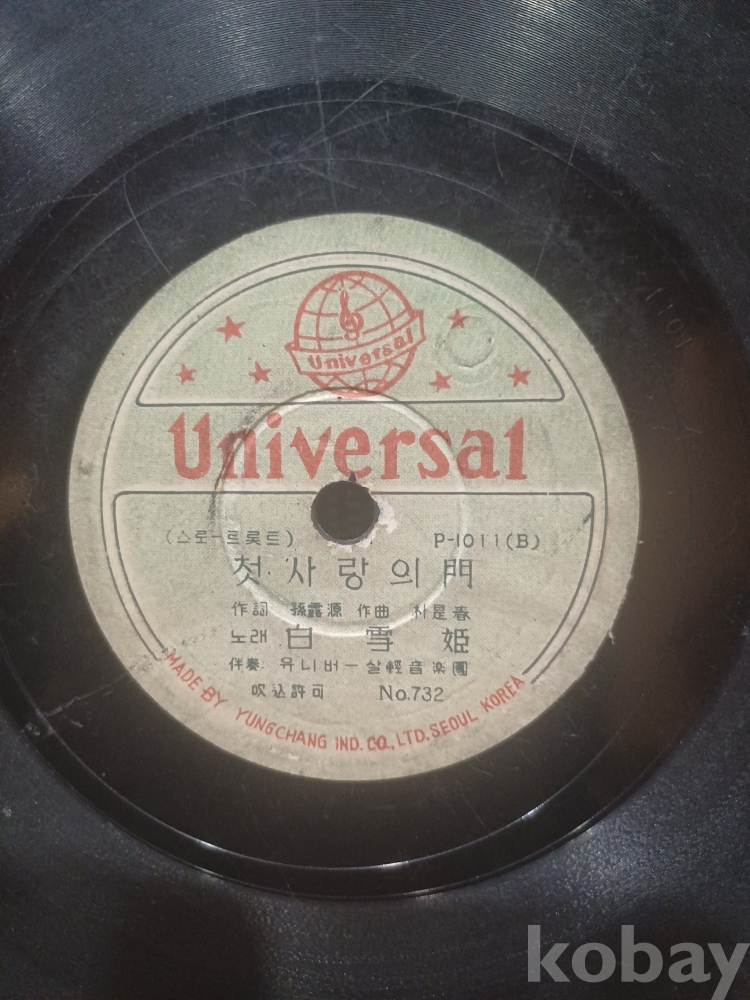 Universal
Universal
(스로-트롯트) P-1011(B)
첫사랑의門
作詞 孫露源 作曲 朴是春
노래 白雪姫
伴奏 유니버-살輕音楽團
吹込許可 No.732
MADE BY YUNGCHANG IND. CO., LTD. SEOUL KOREA
1011
kobay